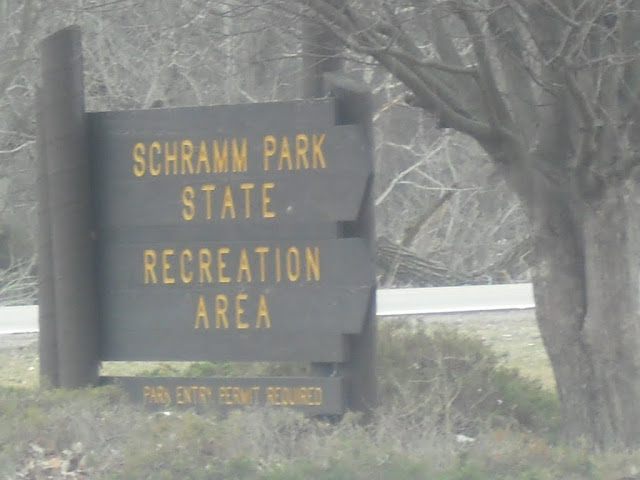 SCHRAMM PARK
STATE
RECREATION
AREA
PARK ENTRY PERMIT REQUIRED